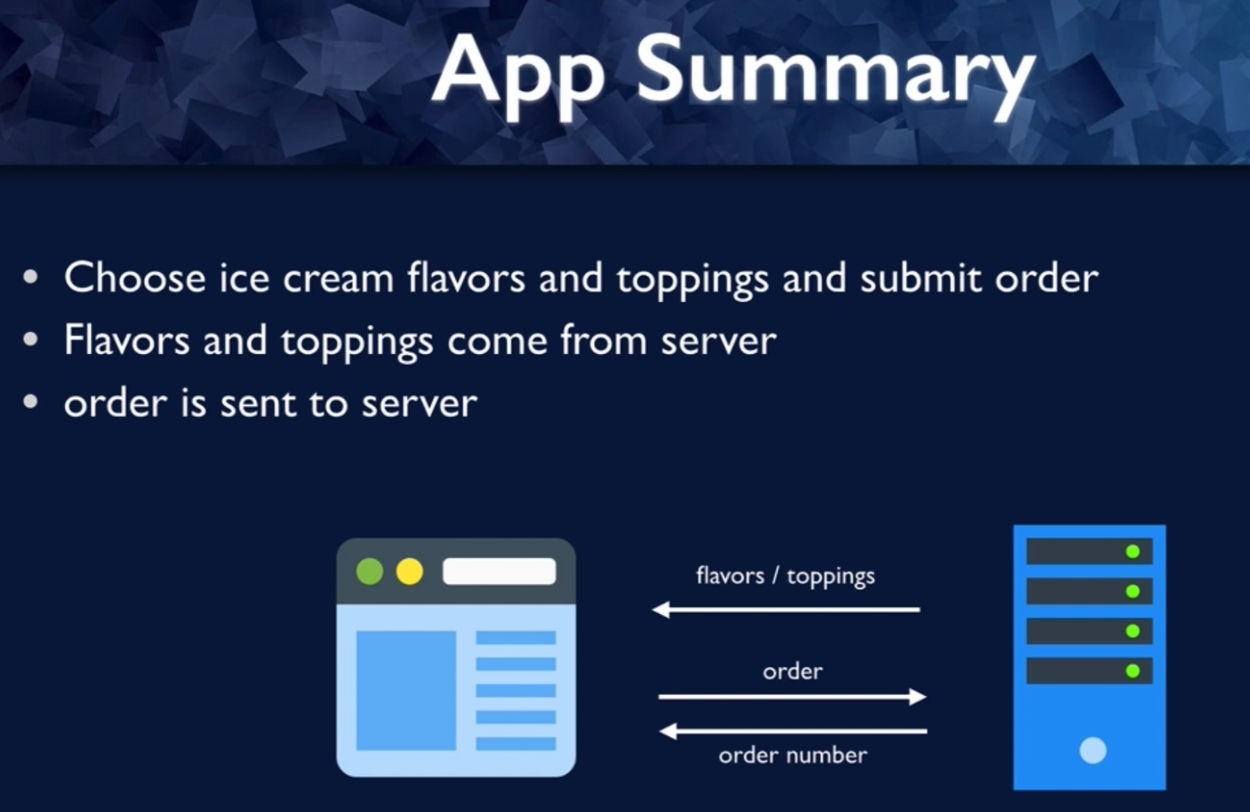 App Summary
• Choose ice cream flavors and toppings and submit order
• Flavors and toppings come from server
• order is sent to server
flavors / toppings
order
order number